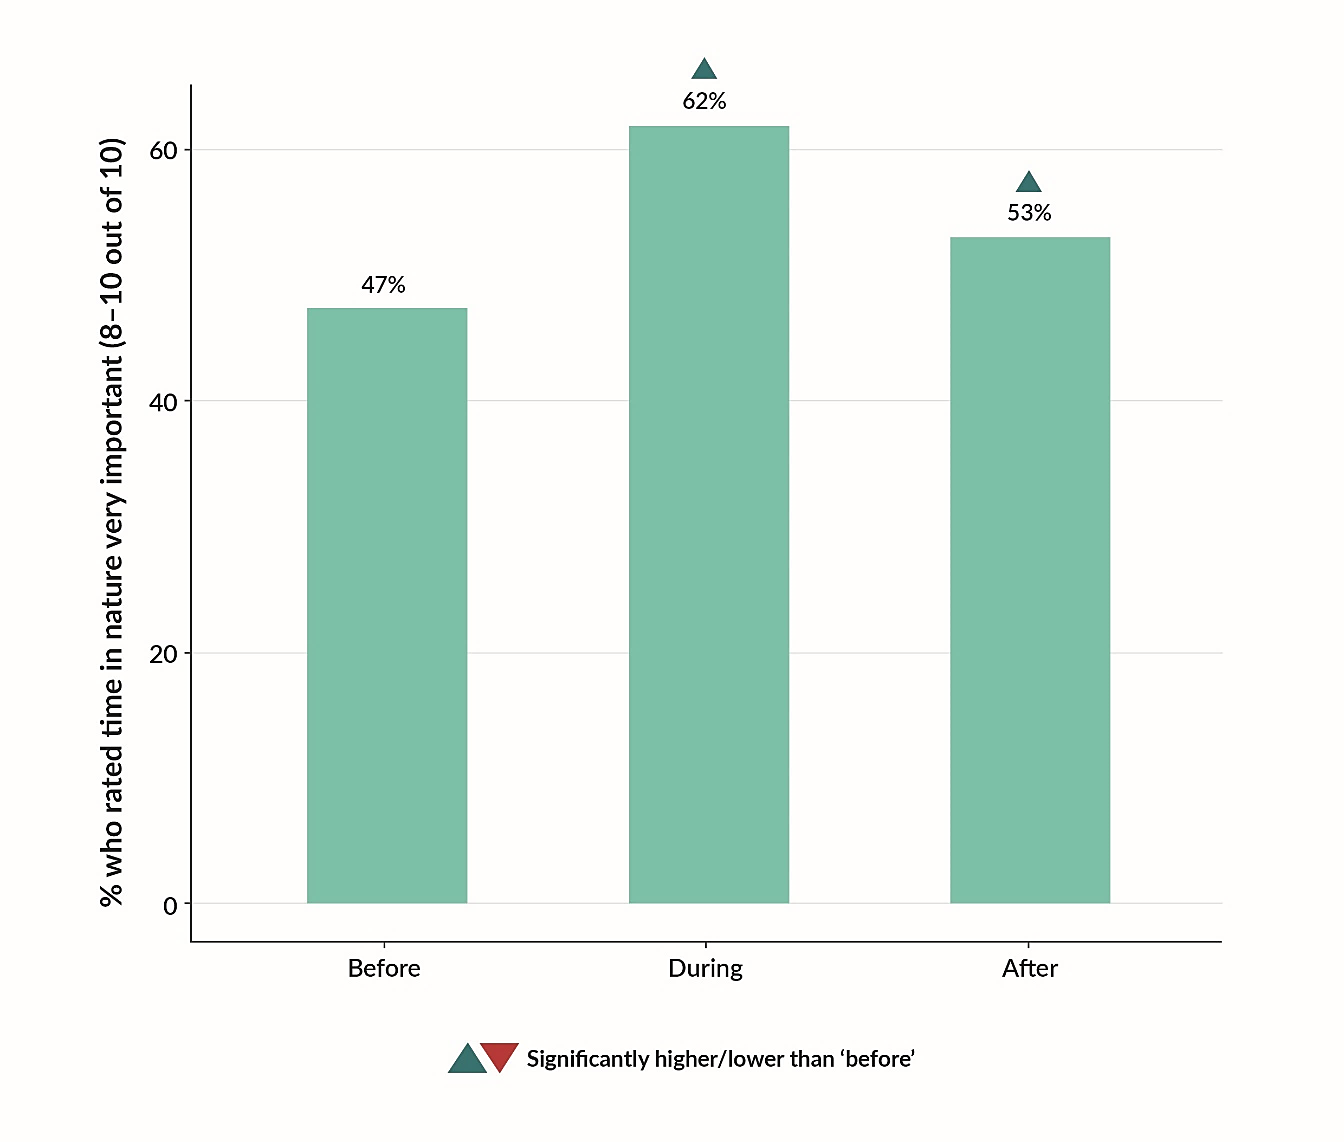 % who rated time in nature very important (8–10 out of 10)
60
40
20
0
47%
62%
53%
Before
During
After
Significantly higher/lower than ‘before’